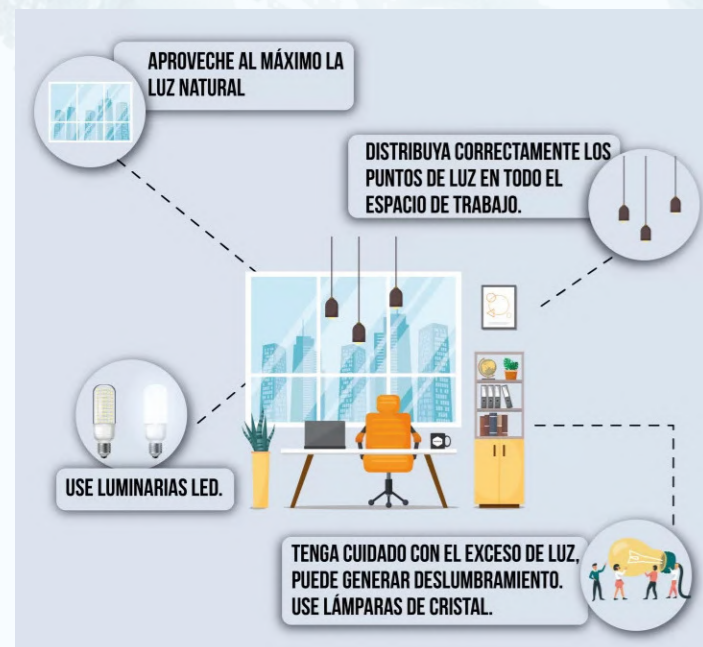 APROVECHE AL MÁXIMO LA
LUZ NATURAL
DISTRIBUYA CORRECTAMENTE LOS
PUNTOS DE LUZ EN TODO EL
ESPACIO DE TRABAJO.
USE LUMINARIAS LED.
TENGA CUIDADO CON EL EXCESO DE LUZ,
PUEDE GENERAR DESLUMBRAMIENTO.
USE LÁMPARAS DE CRISTAL.